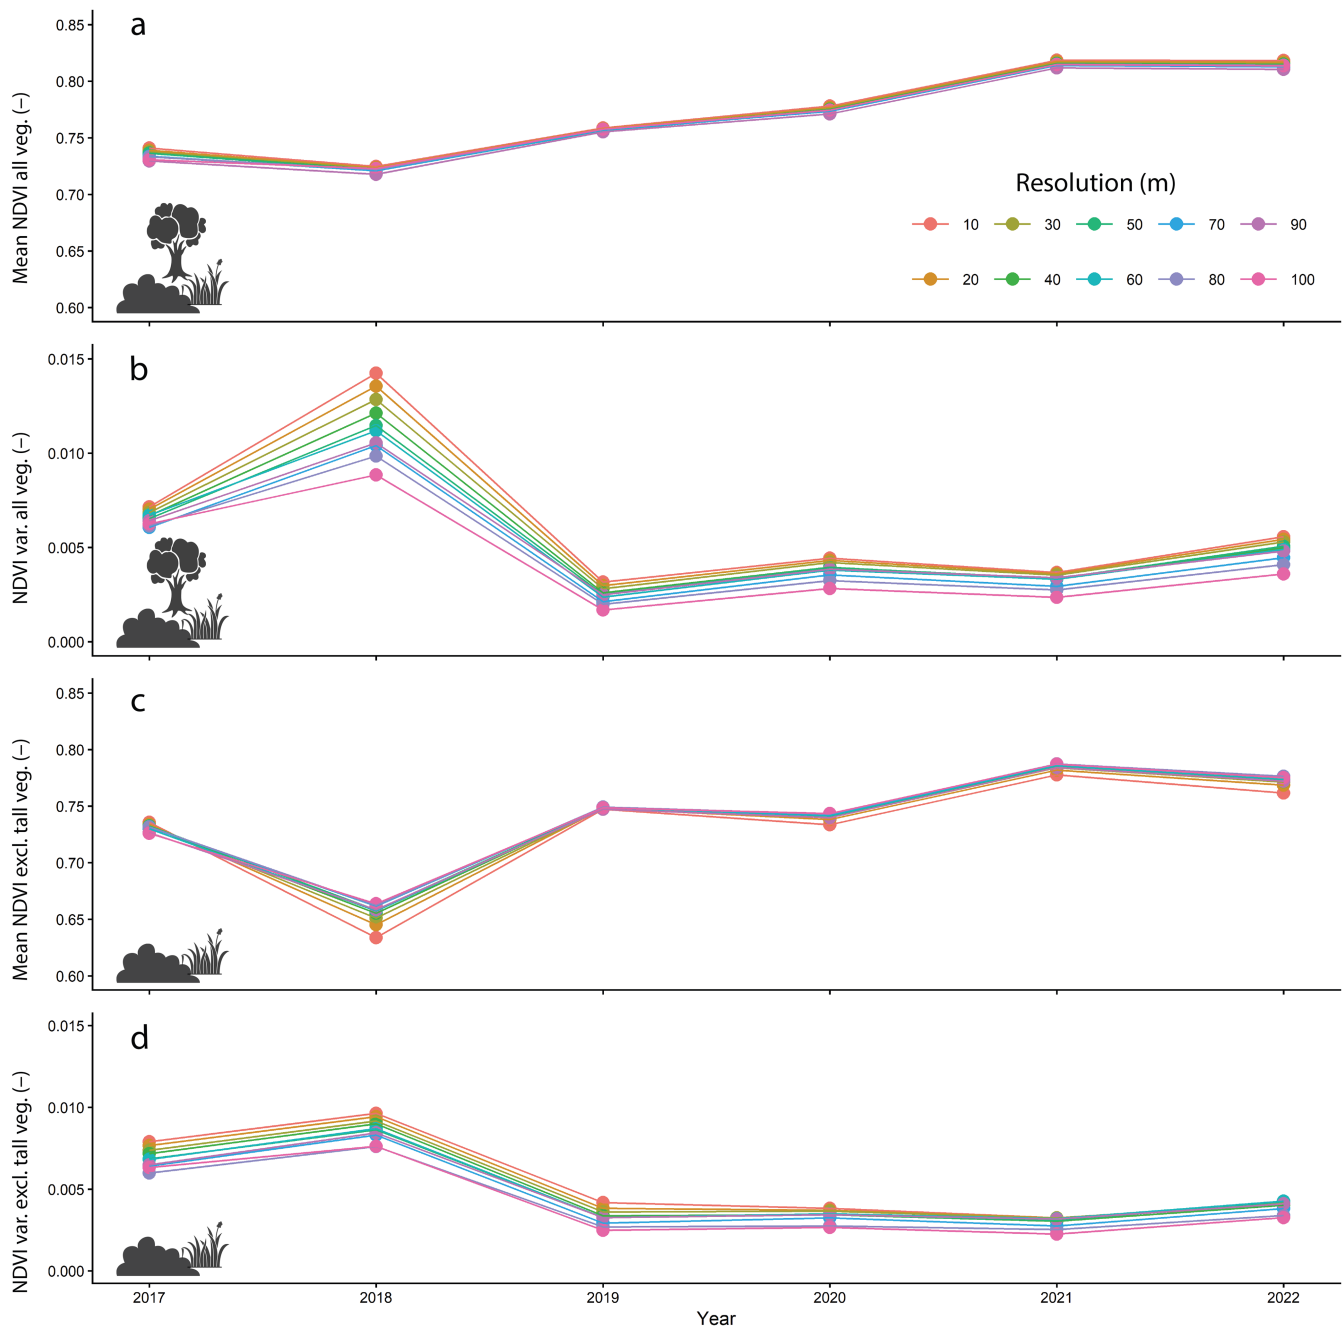 a
Mean NDVI all veg. (−)
0.85
0.80
0.75
0.70
0.65
0.60
Resolution (m)
10 30 50 70 90
20 40 60 80 100
b
NDVI var. all veg. (−)
0.015
0.010
0.005
0.000
c
Mean NDVI excl. tall veg. (−)
0.85
0.80
0.75
0.70
0.65
0.60
d
NDVI var. excl. tall veg. (−)
0.015
0.010
0.005
0.000
2017 2018 2019 2020 2021 2022
Year